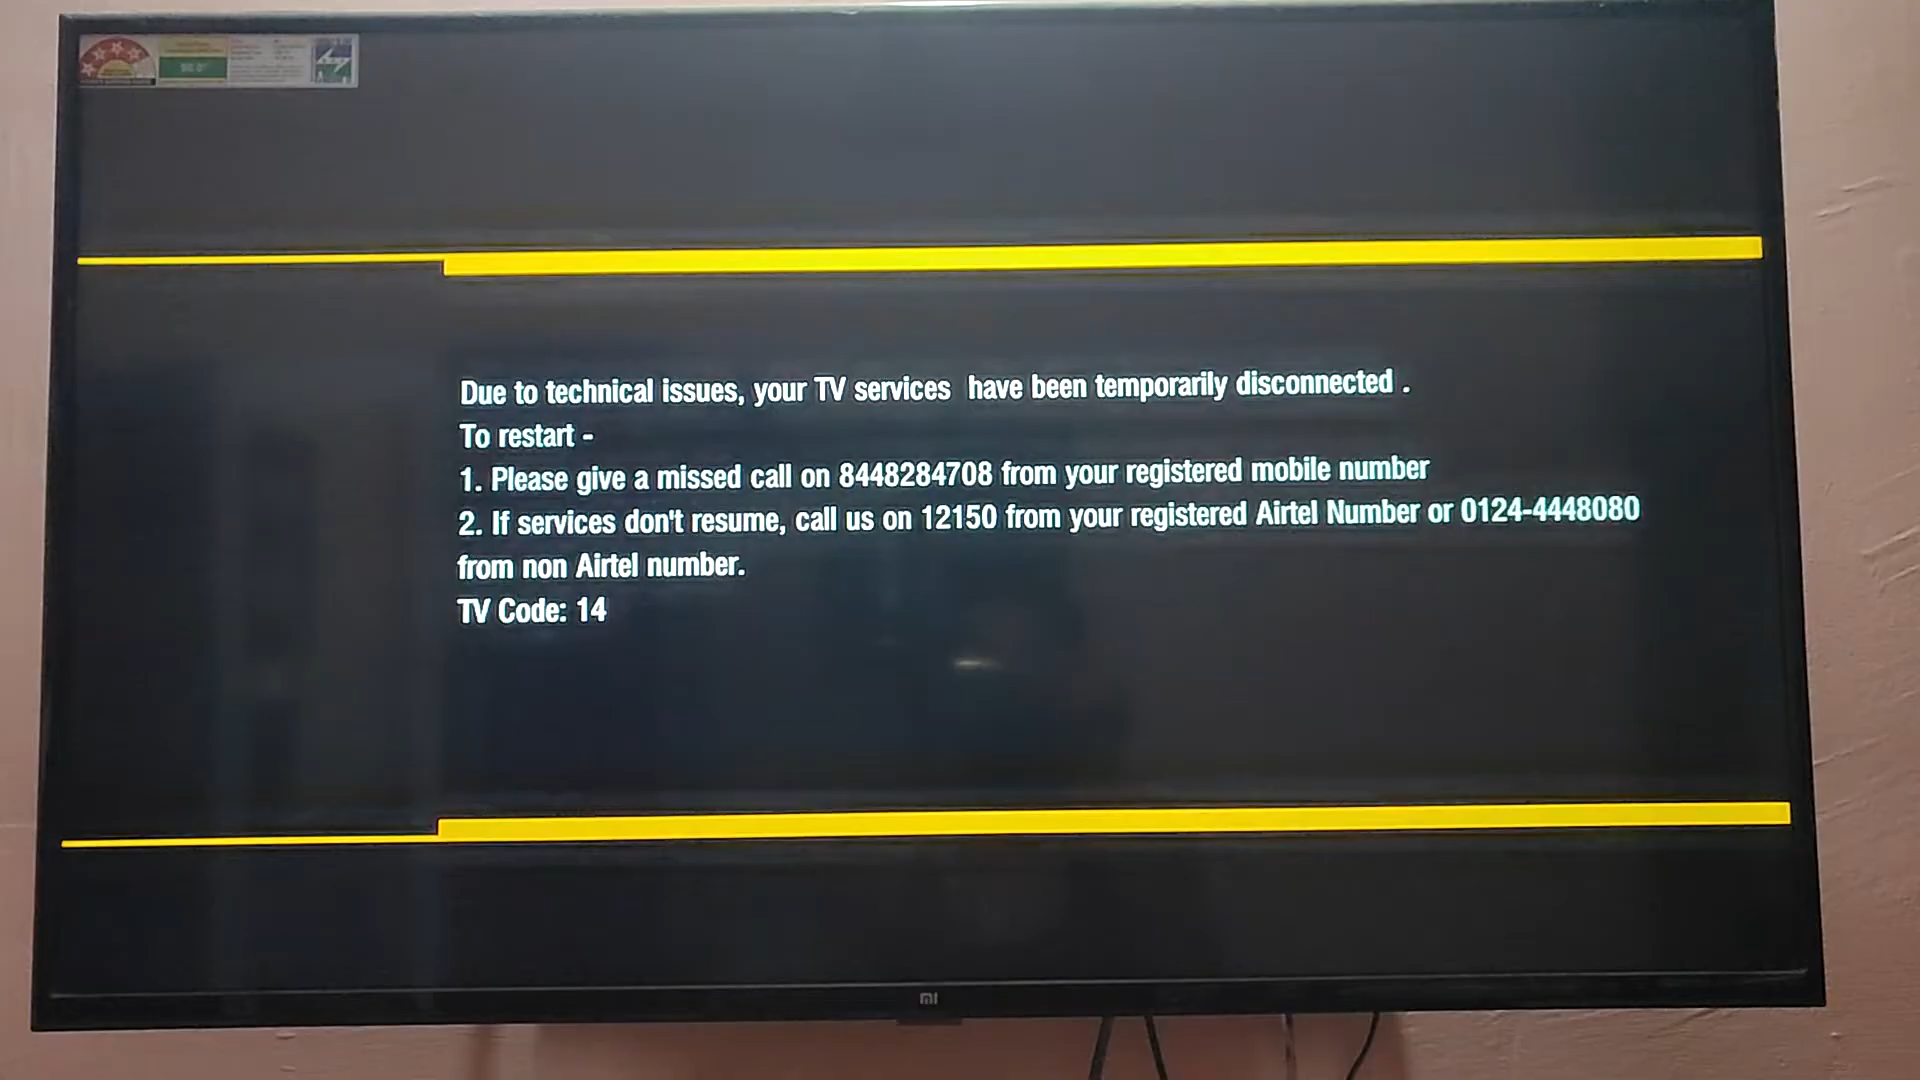 Due to technical issues, your TV services have been temporarily disconnected .
To restart -
1. Please give a missed call on 8448284708 from your registered mobile number
2. If services don't resume, call us on 12150 from your registered Airtel Number or 0124-4448080
from non Airtel number.
TV Code: 14
mi